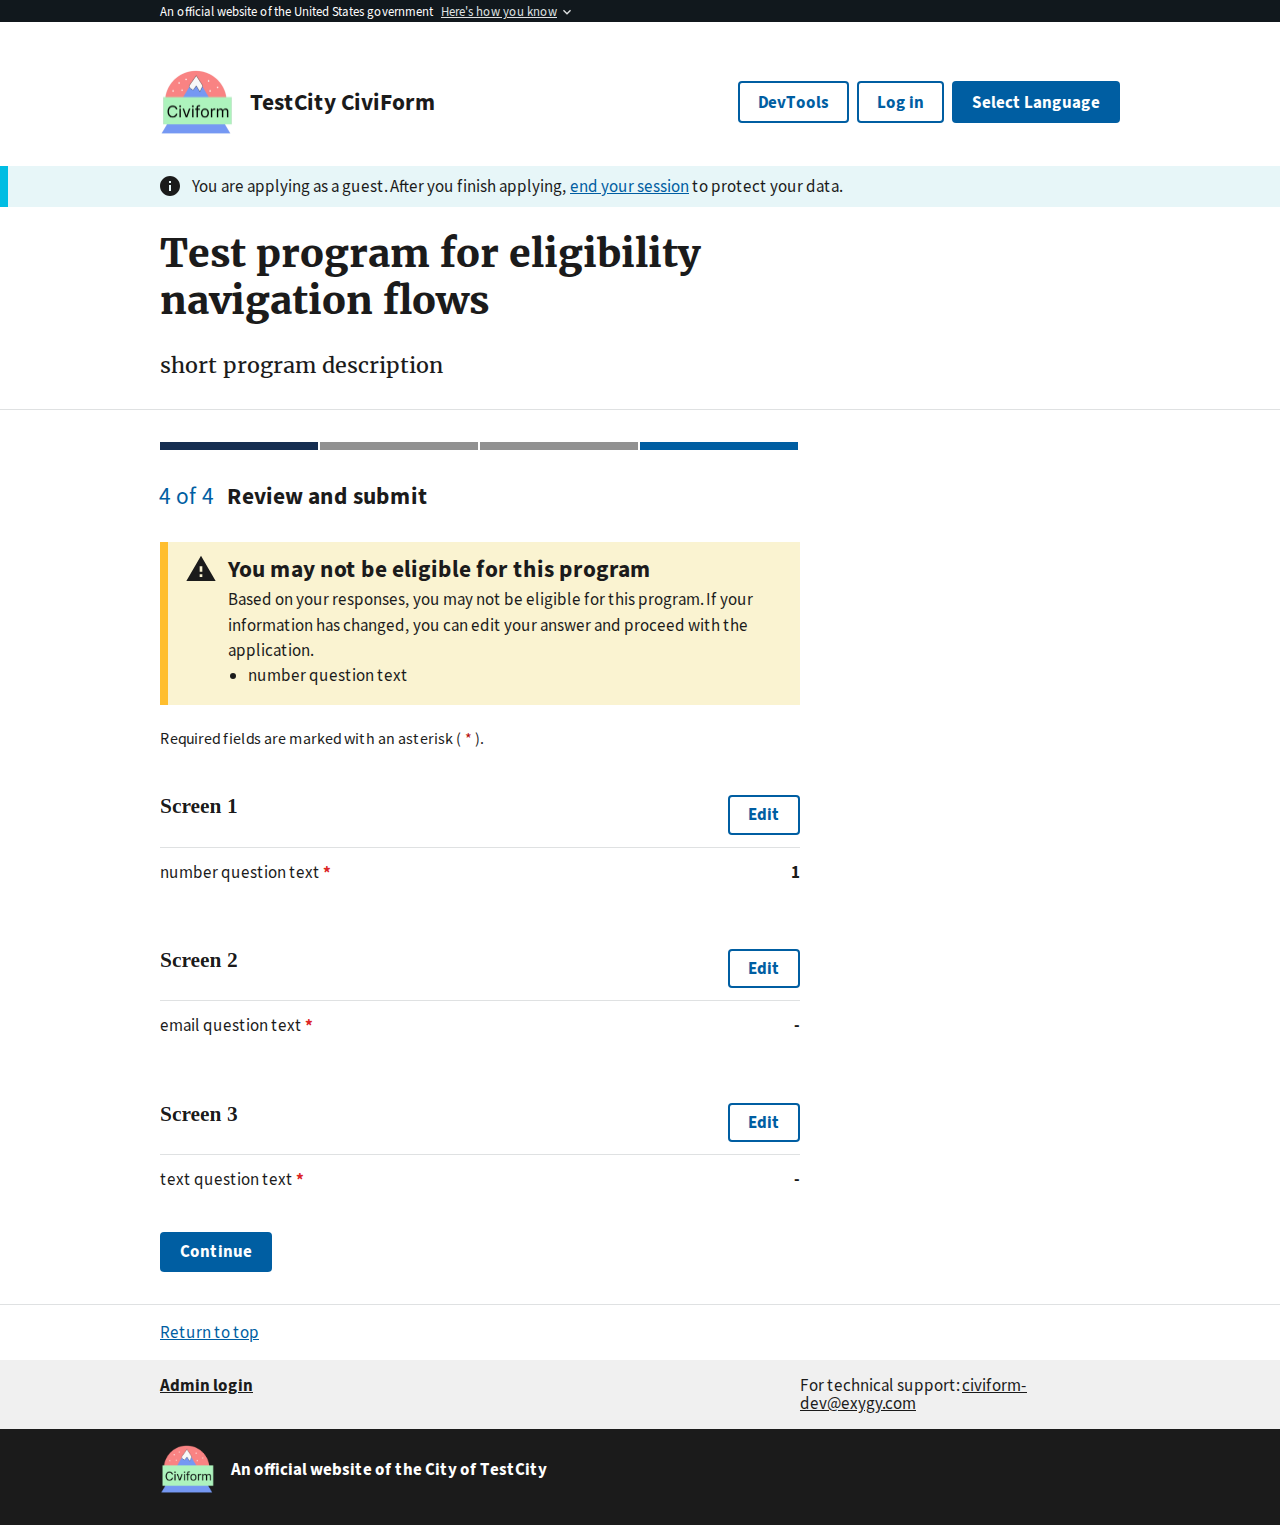 An official website of the United States government Here's how you know
Civiform
TestCity CiviForm
DevTools
Log in
Select Language
You are applying as a guest. After you finish applying, end your session to protect your data.
Test program for eligibility
navigation flows
short program description
4 of 4 Review and submit
You may not be eligible for this program
Based on your responses, you may not be eligible for this program. If your
information has changed, you can edit your answer and proceed with the
application.
• number question text
Required fields are marked with an asterisk ( * ).
Screen 1
Edit
number question text * 1
Screen 2
Edit
email question text * -
Screen 3
Edit
text question text * -
Continue
Return to top
Admin login
For technical support: civiform-
dev@exygy.com
Civiform
An official website of the City of TestCity